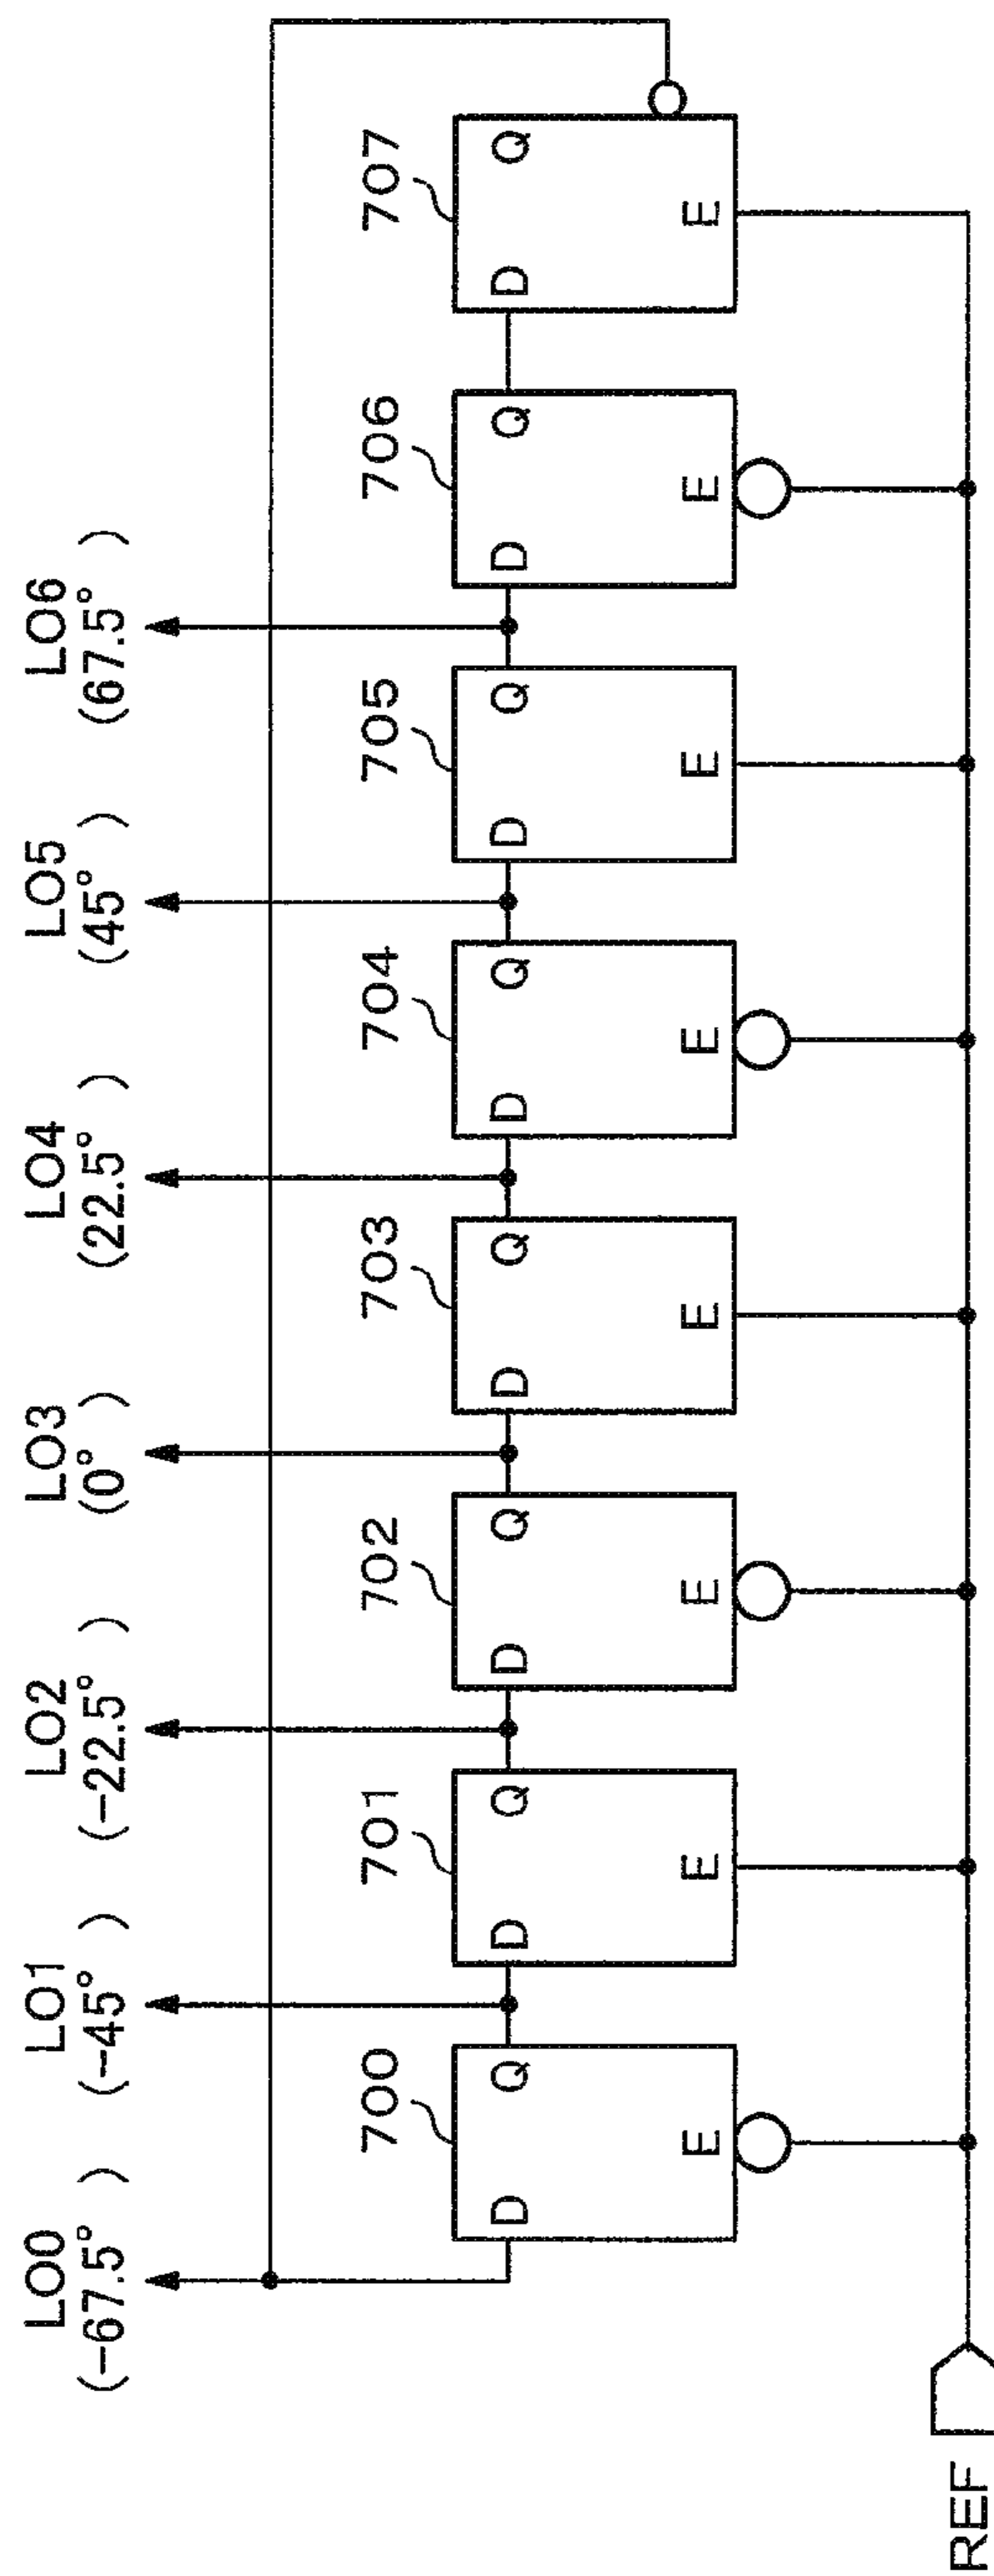 LO0
(-67.5° )
LO1
(-45° )
LO2
(-22.5° )
LO3
(0° )
LO4
(22.5° )
LO5
(45° )
LO6
(67.5° )
700
701
702
703
704
705
706
707
D Q
E
D Q
E
D Q
E
D Q
E
D Q
E
D Q
E
D Q
E
D Q
E
REF